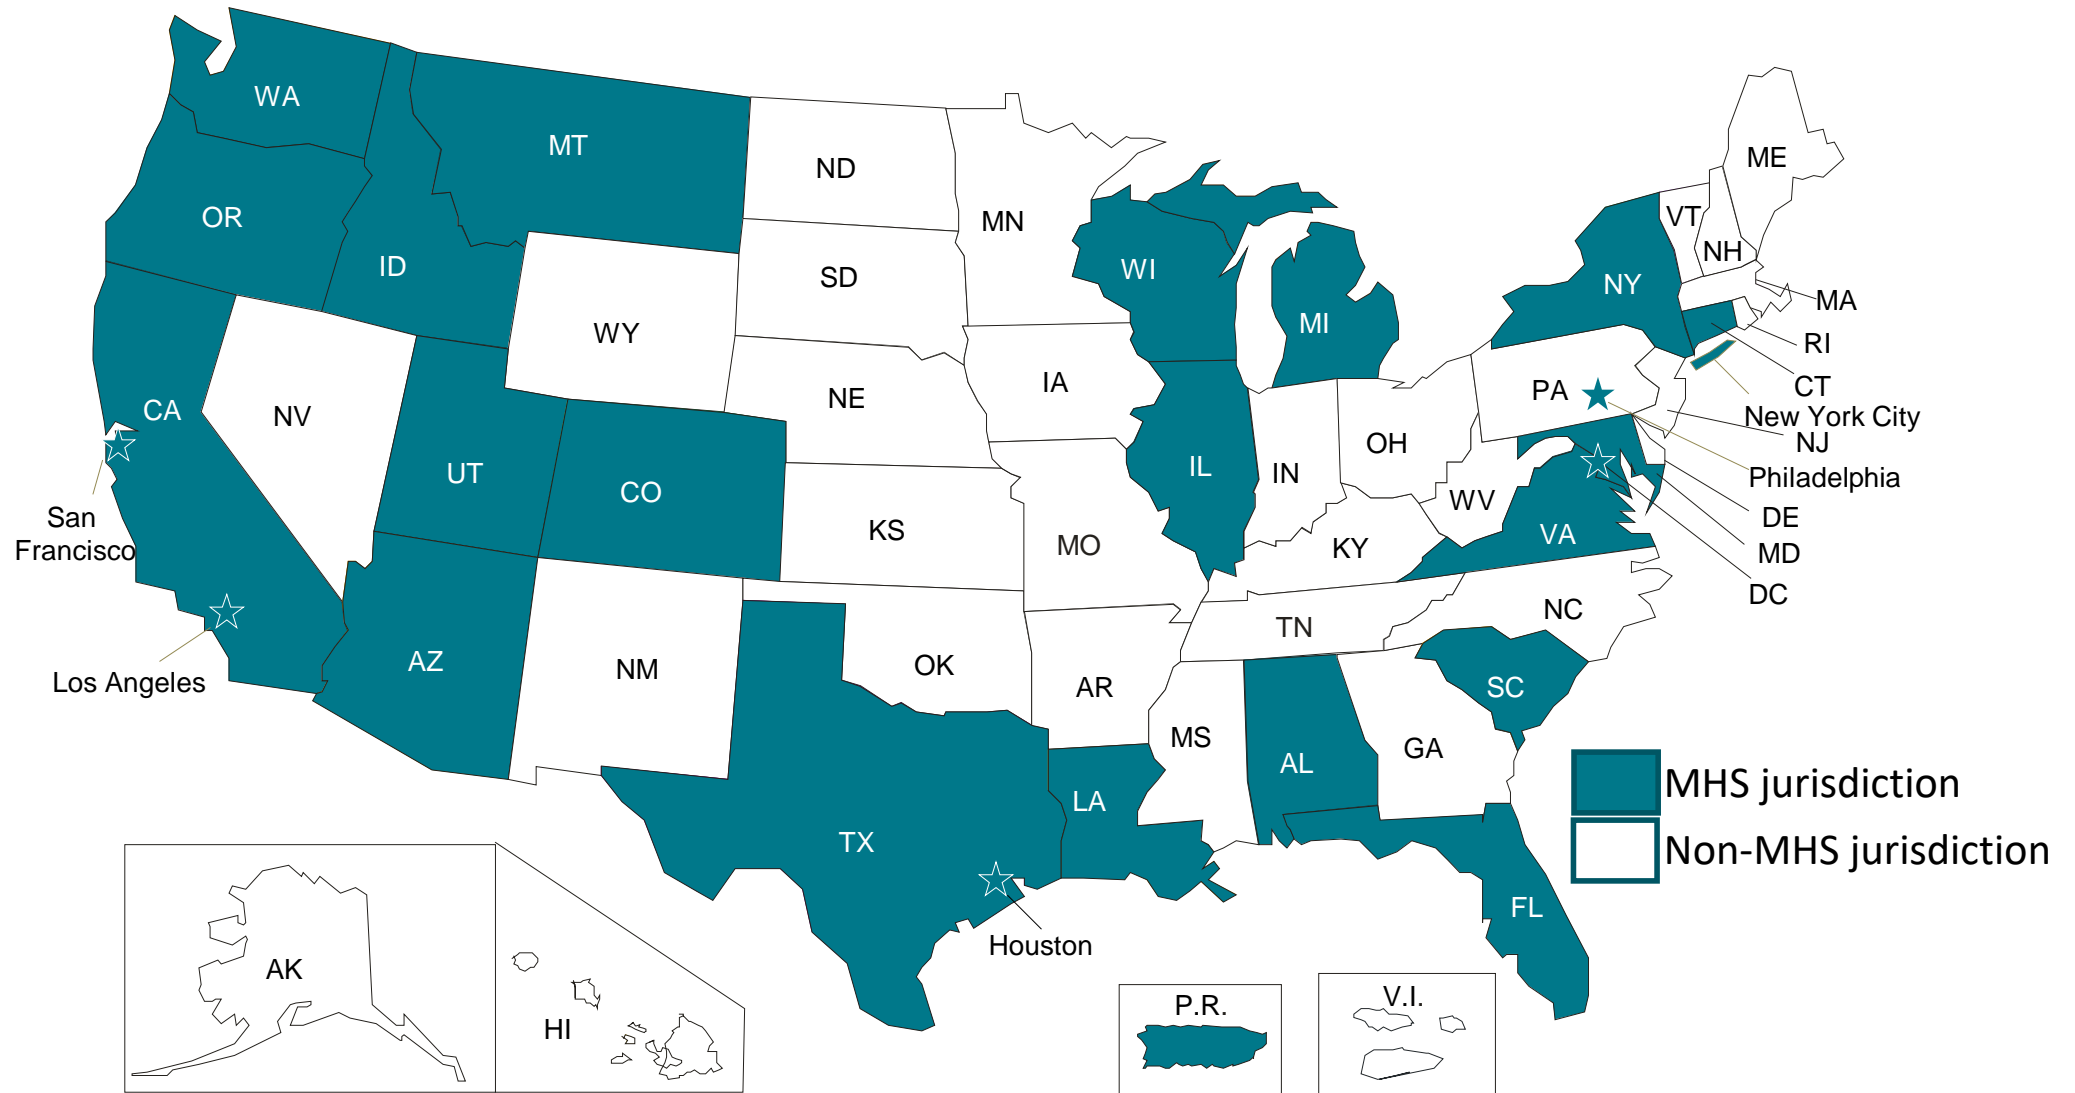 WA
MT
ND
MN
ME
OR
ID
SD
WI
VT
NH
NY
MA
WY
MI
RI
CA
NV
NE
IA
PA
CT
New York City
NJ
OH
UT
CO
IL
IN
Philadelphia
WV
San
Francisco
KS
MO
KY
VA
DE
MD
DC
NC
TN
Los Angeles
AZ
NM
OK
AR
SC
MS
GA
AL
LA
TX
MHS jurisdiction
Non-MHS jurisdiction
FL
Houston
AK
HI
P.R.
V.I.